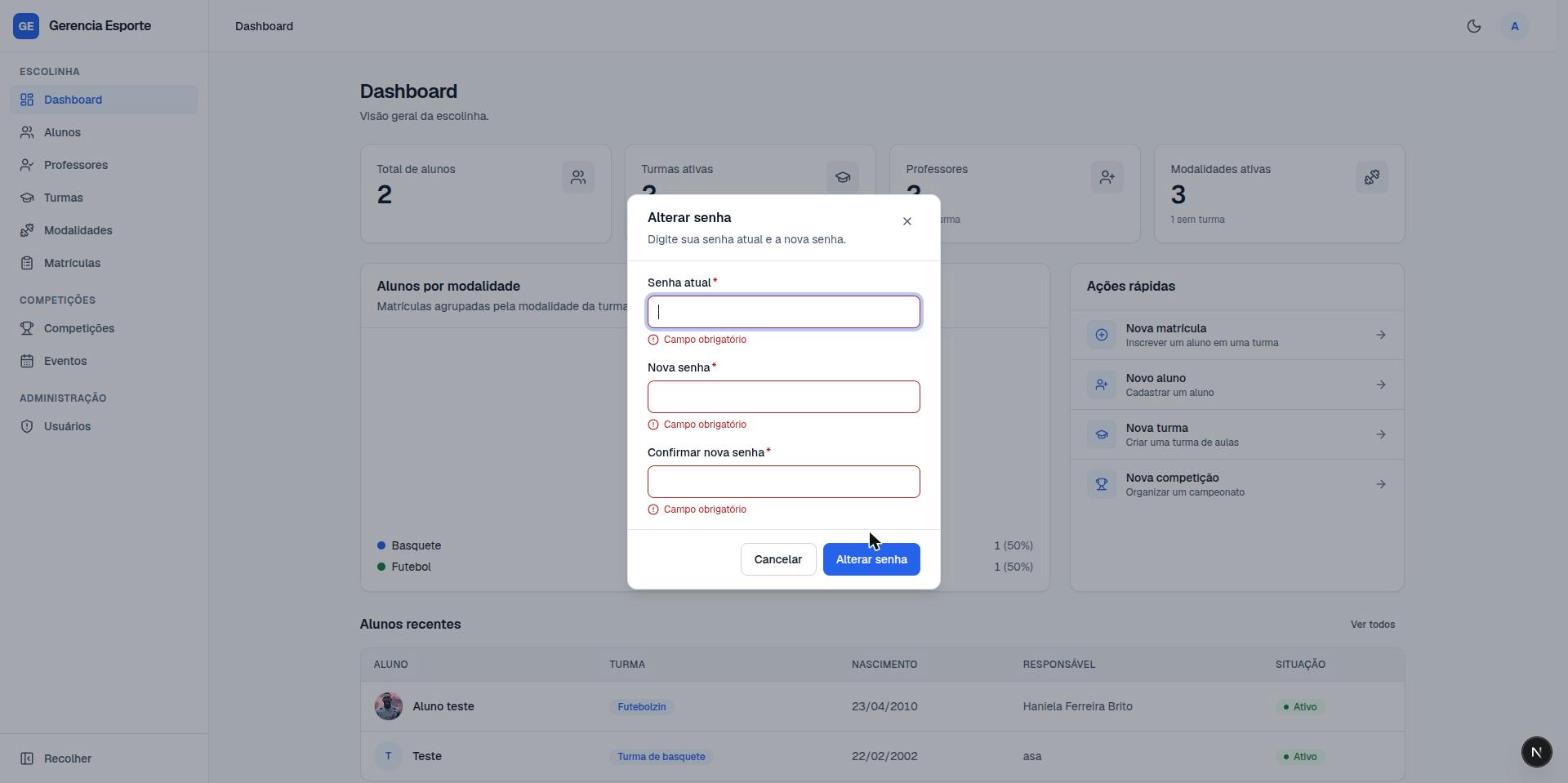 GE Gerencia Esporte
Dashboard
A
ESCOLINHA
Dashboard
Alunos
Professores
Turmas
Modalidades
Matrículas
COMPETIÇÕES
Competições
Eventos
ADMINISTRAÇÃO
Usuários
Recolher
Dashboard
Visão geral da escolinha.
Total de alunos
2
Turmas ativas
Professores
Modalidades ativas
3
1 sem turma
Alterar senha
Digite sua senha atual e a nova senha.
Senha atual*
Campo obrigatório
Nova senha*
Campo obrigatório
Confirmar nova senha*
Campo obrigatório
Cancelar Alterar senha
Alunos por modalidade
Matrículas agrupadas pela modalidade da turma
Basquete 1 (50%)
Futebol 1 (50%)
Ações rápidas
Nova matrícula
Inscrever um aluno em uma turma
Novo aluno
Cadastrar um aluno
Nova turma
Criar uma turma de aulas
Nova competição
Organizar um campeonato
Alunos recentes Ver todos
ALUNO TURMA NASCIMENTO RESPONSÁVEL SITUAÇÃO
Aluno teste Futebolzin 23/04/2010 Haniela Ferreira Brito Ativo
T Teste Turma de basquete 22/02/2002 asa Ativo
N